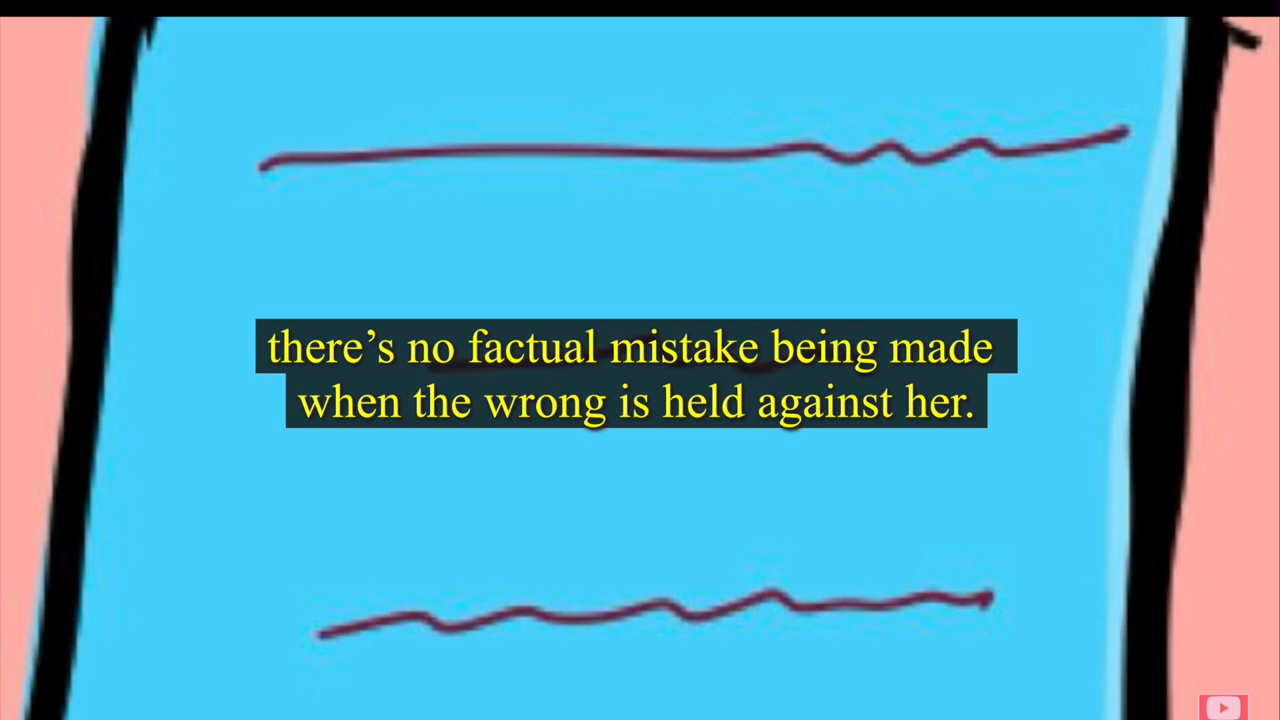 there’s no factual mistake being made
when the wrong is held against her.